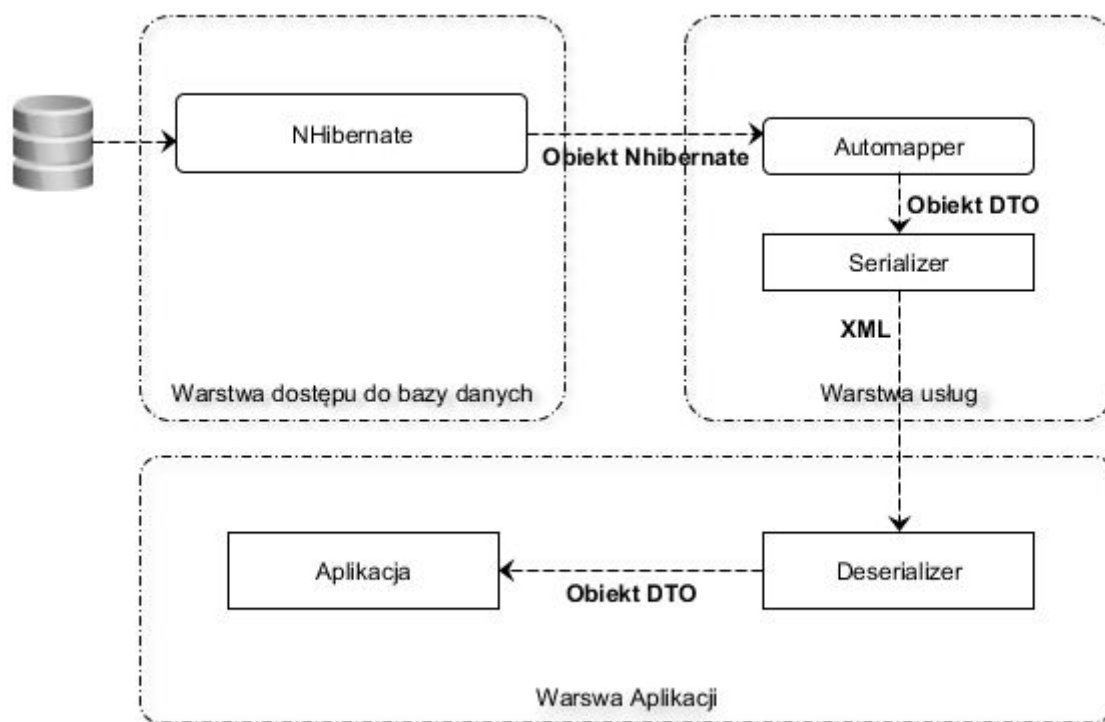 NHibernate
Obiekt Nhibernate
Automapper
Obiekt DTO
Serializer
XML
Warstwa dostępu do bazy danych
Warstwa usług
Aplikacja
Obiekt DTO
Deserializer
Warswa Aplikacji